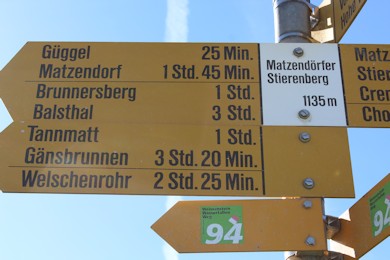 Güggel 25 Min.
Matzendorf 1 Std. 45 Min.
Brunnersberg 1 Std.
Balsthal 3 Std.
Tannmatt 1 Std.
Gänsbrunnen 3 Std. 20 Min.
Welschenrohr 2 Std. 25 Min.
Matzendörfer
Stierenberg
1135 m
94
94